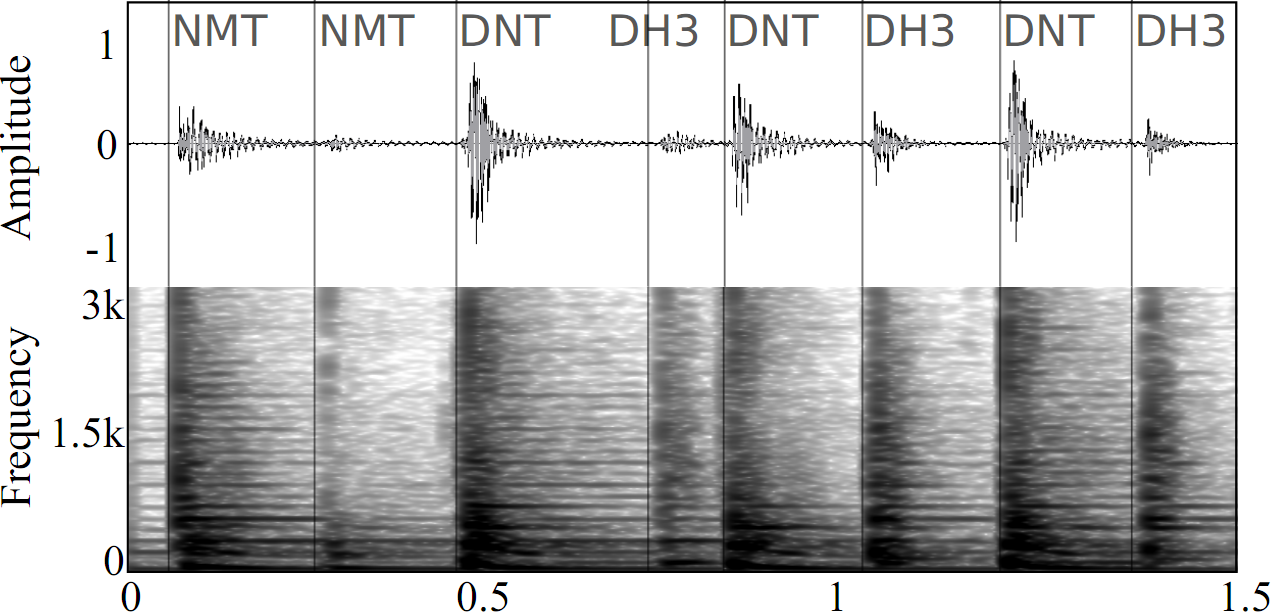 NMT NMT DNT DH3 DNT DH3 DNT DH3
Amplitude
1
0
-1
Frequency
3k
1.5k
0
0 0.5 1 1.5